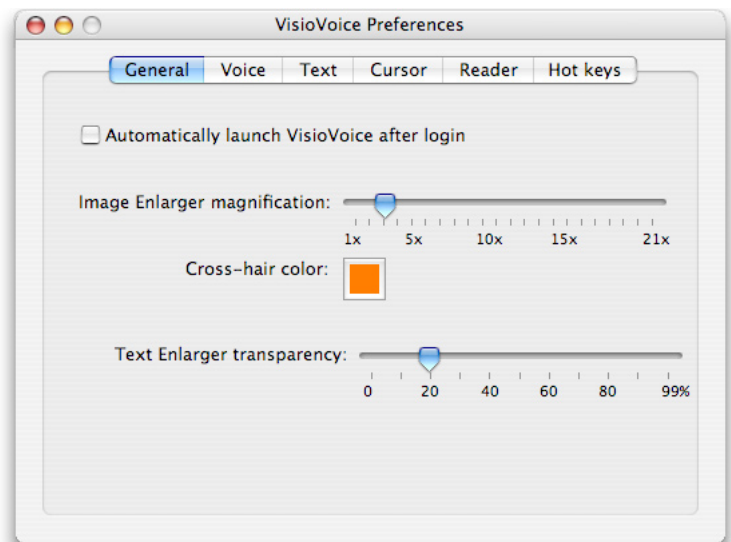 VisioVoice Preferences
General Voice Text Cursor Reader Hot keys
Automatically launch VisioVoice after login
Image Enlarger magnification:
1x 5x 10x 15x 21x
Cross-hair color:
Text Enlarger transparency:
0 20 40 60 80 99%